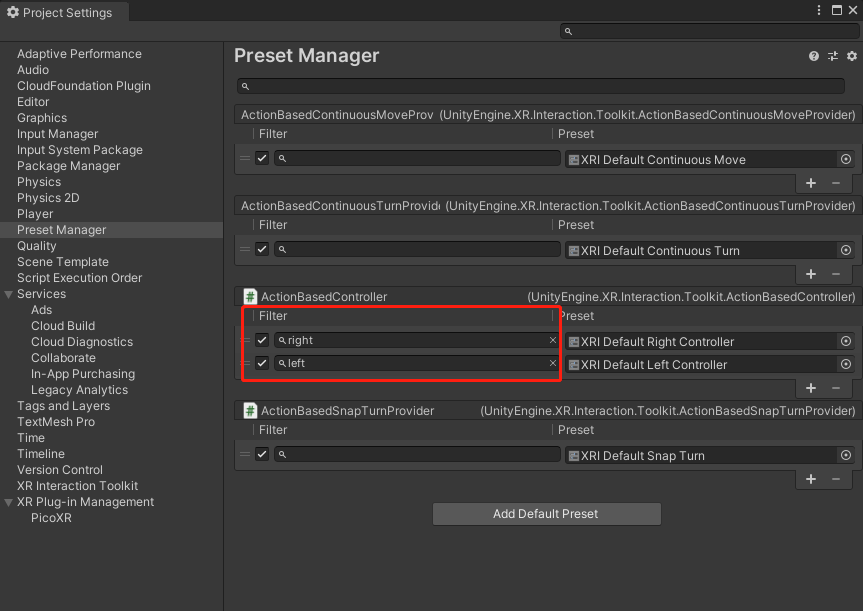 Project Settings
Adaptive Performance
Audio
CloudFoundation Plugin
Editor
Graphics
Input Manager
Input System Package
Package Manager
Physics
Physics 2D
Player
Preset Manager
Quality
Scene Template
Script Execution Order
Services
Ads
Cloud Build
Cloud Diagnostics
Collaborate
In-App Purchasing
Legacy Analytics
Tags and Layers
TextMesh Pro
Time
Timeline
Version Control
XR Interaction Toolkit
XR Plug-in Management
PicoXR
Preset Manager
ActionBasedContinuousMoveProv (UnityEngine.XR.Interaction.Toolkit.ActionBasedContinuousMoveProvider)
Filter Preset
XRI Default Continuous Move
ActionBasedContinuousTurnProvide (UnityEngine.XR.Interaction.Toolkit.ActionBasedContinuousTurnProvider)
Filter Preset
XRI Default Continuous Turn
ActionBasedController (UnityEngine.XR.Interaction.Toolkit.ActionBasedController)
Filter Preset
right XRI Default Right Controller
left XRI Default Left Controller
ActionBasedSnapTurnProvider (UnityEngine.XR.Interaction.Toolkit.ActionBasedSnapTurnProvider)
Filter Preset
XRI Default Snap Turn
Add Default Preset